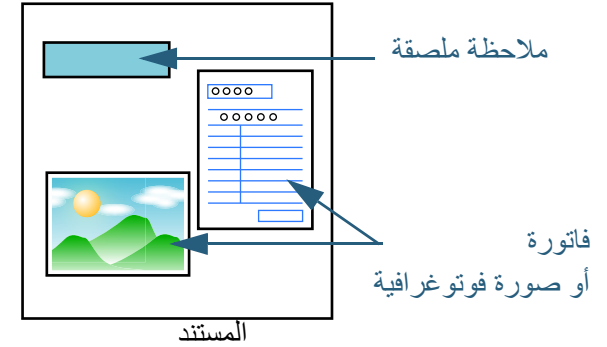 ملاحظة ملصقة
فاتورة
أو صورة فوتوغرافية
المستند